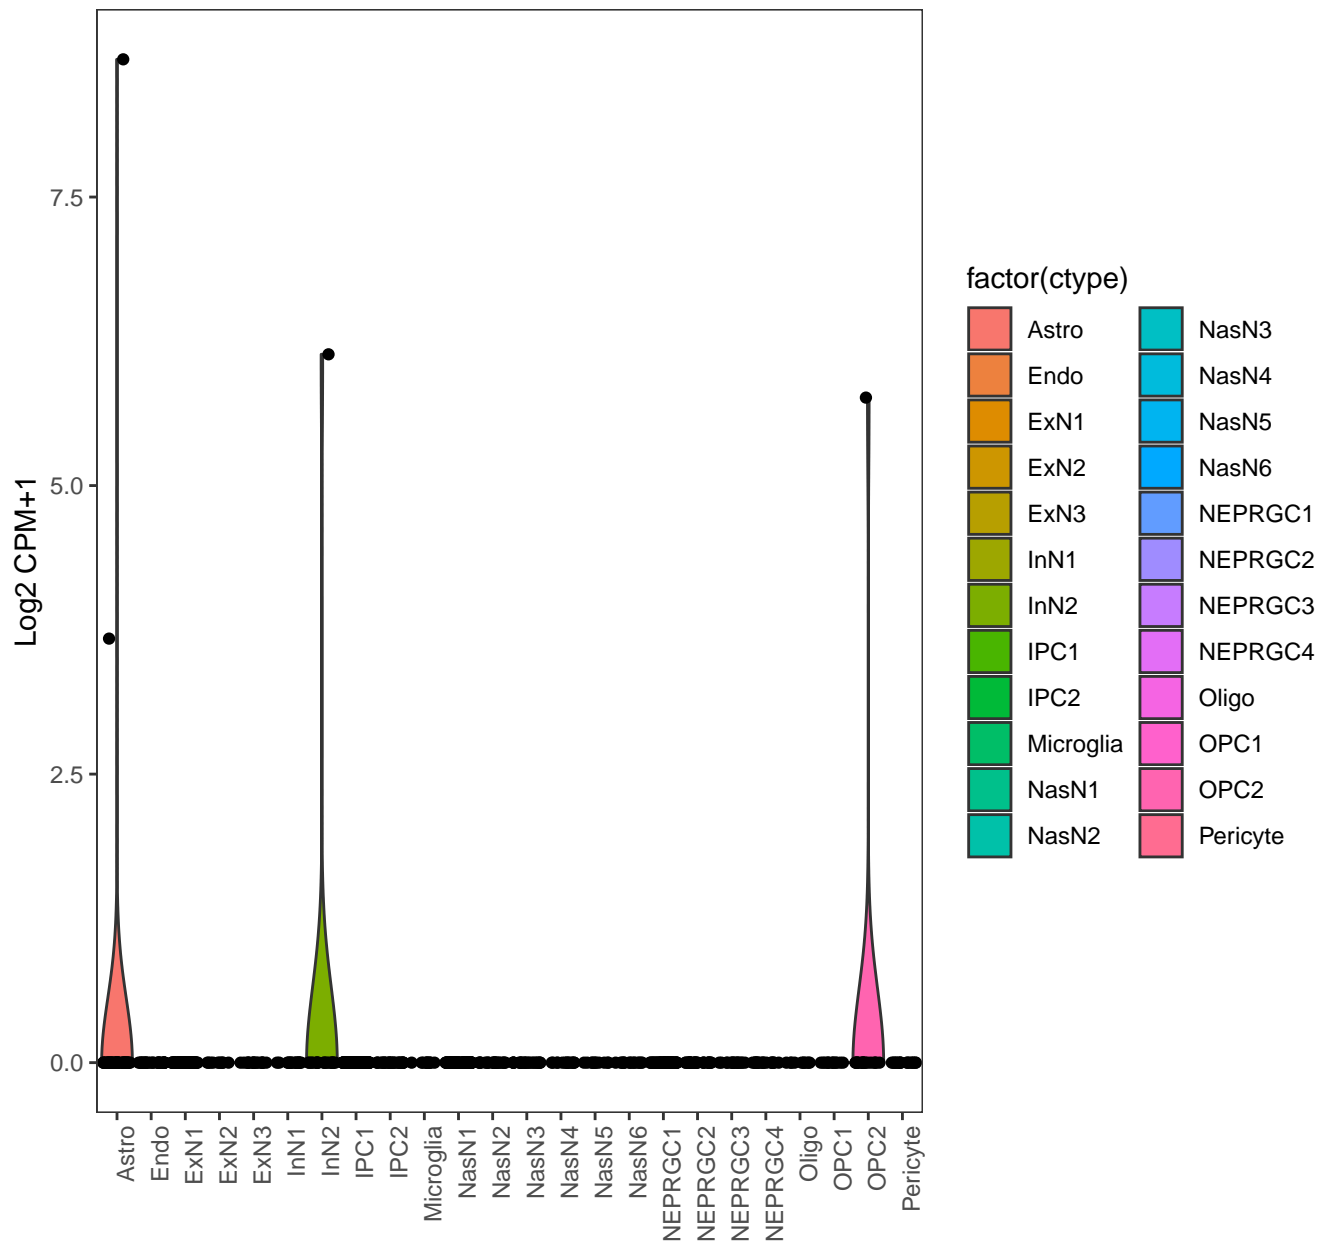 7.5
5.0
2.5
0.0
Log2 CPM+1
Astro
Endo
ExN1
ExN2
ExN3
InN1
InN2
IPC1
IPC2
Microglia
NasN1
NasN2
NasN3
NasN4
NasN5
NasN6
NEPRGC1
NEPRGC2
NEPRGC3
NEPRGC4
Oligo
OPC1
OPC2
Pericyte
factor(ctype)
Astro
Endo
ExN1
ExN2
ExN3
InN1
InN2
IPC1
IPC2
Microglia
NasN1
NasN2
NasN3
NasN4
NasN5
NasN6
NEPRGC1
NEPRGC2
NEPRGC3
NEPRGC4
Oligo
OPC1
OPC2
Pericyte